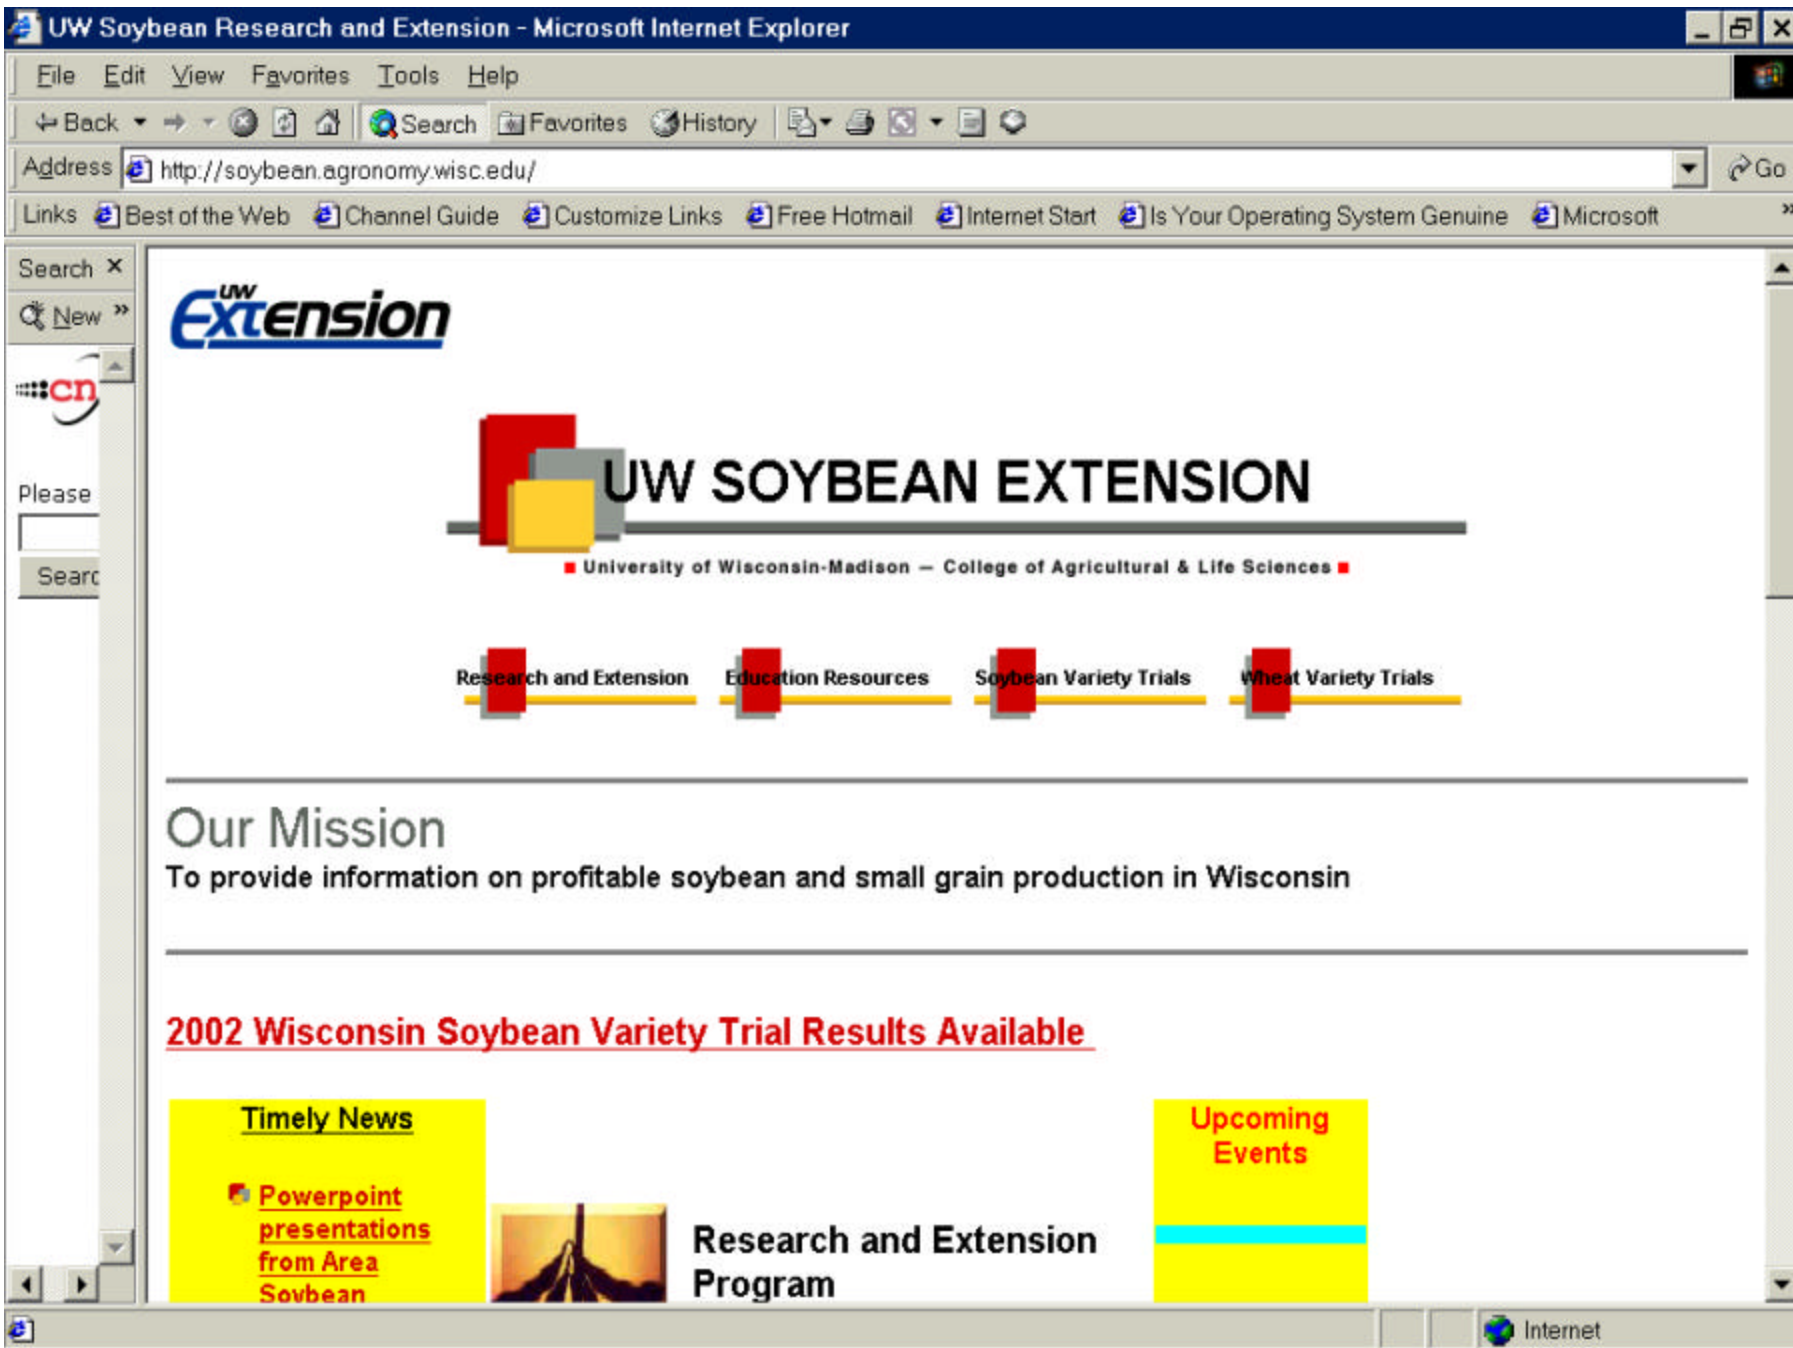 UW Soybean Research and Extension - Microsoft Internet Explorer
File Edit View Favorites Tools Help
Back Search Favorites History
Address http://soybean.agronomy.wisc.edu/ Go
Links Best of the Web Channel Guide Customize Links Free Hotmail Internet Start Is Your Operating System Genuine Microsoft »
Search ×
New »
cn
Please
Searc
UW
Extension
UW SOYBEAN EXTENSION
University of Wisconsin-Madison – College of Agricultural & Life Sciences
Research and Extension Education Resources Soybean Variety Trials Wheat Variety Trials
Our Mission
To provide information on profitable soybean and small grain production in Wisconsin
2002 Wisconsin Soybean Variety Trial Results Available
Timely News
Powerpoint
presentations
from Area
Soybean
Research and Extension
Program
Upcoming
Events
Internet